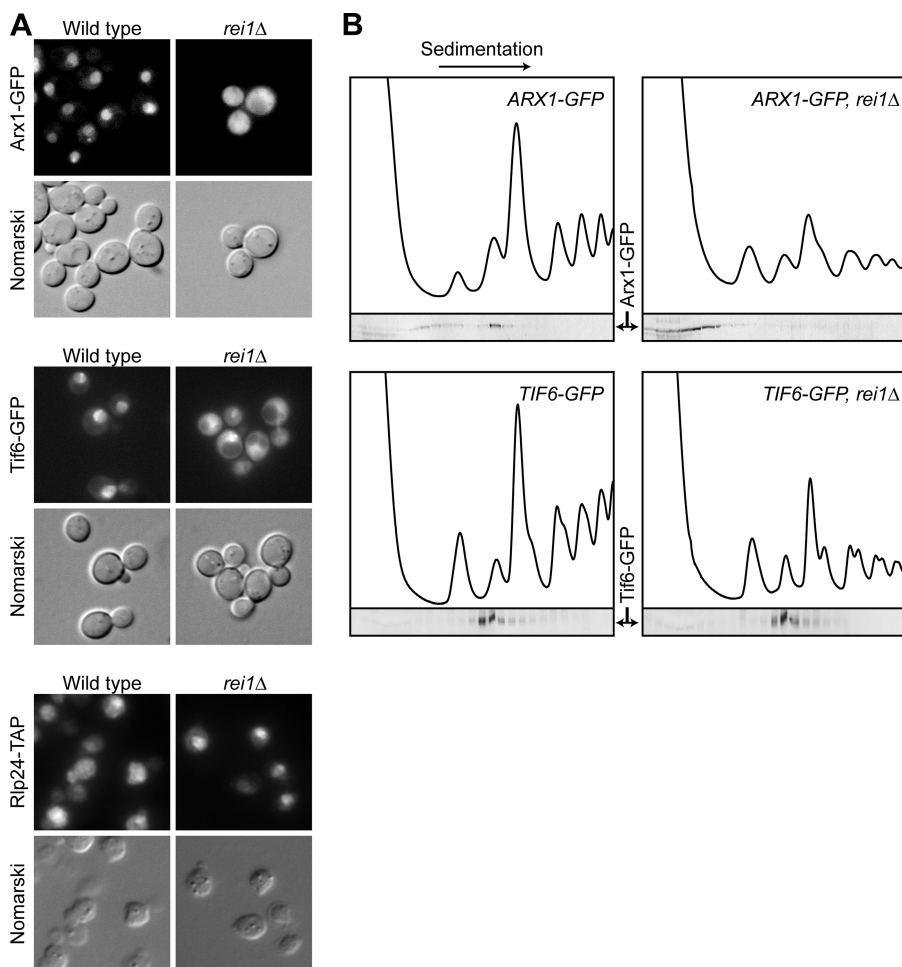 A
Wild type
rei1Δ
Arx1-GFP
Nomarski
Wild type
rei1Δ
Tif6-GFP
Nomarski
Wild type
rei1Δ
Rlp24-TAP
Nomarski
B
Sedimentation
ARX1-GFP
ARX1-GFP, rei1Δ
Arx1-GFP
TIF6-GFP
TIF6-GFP, rei1Δ
Tif6-GFP